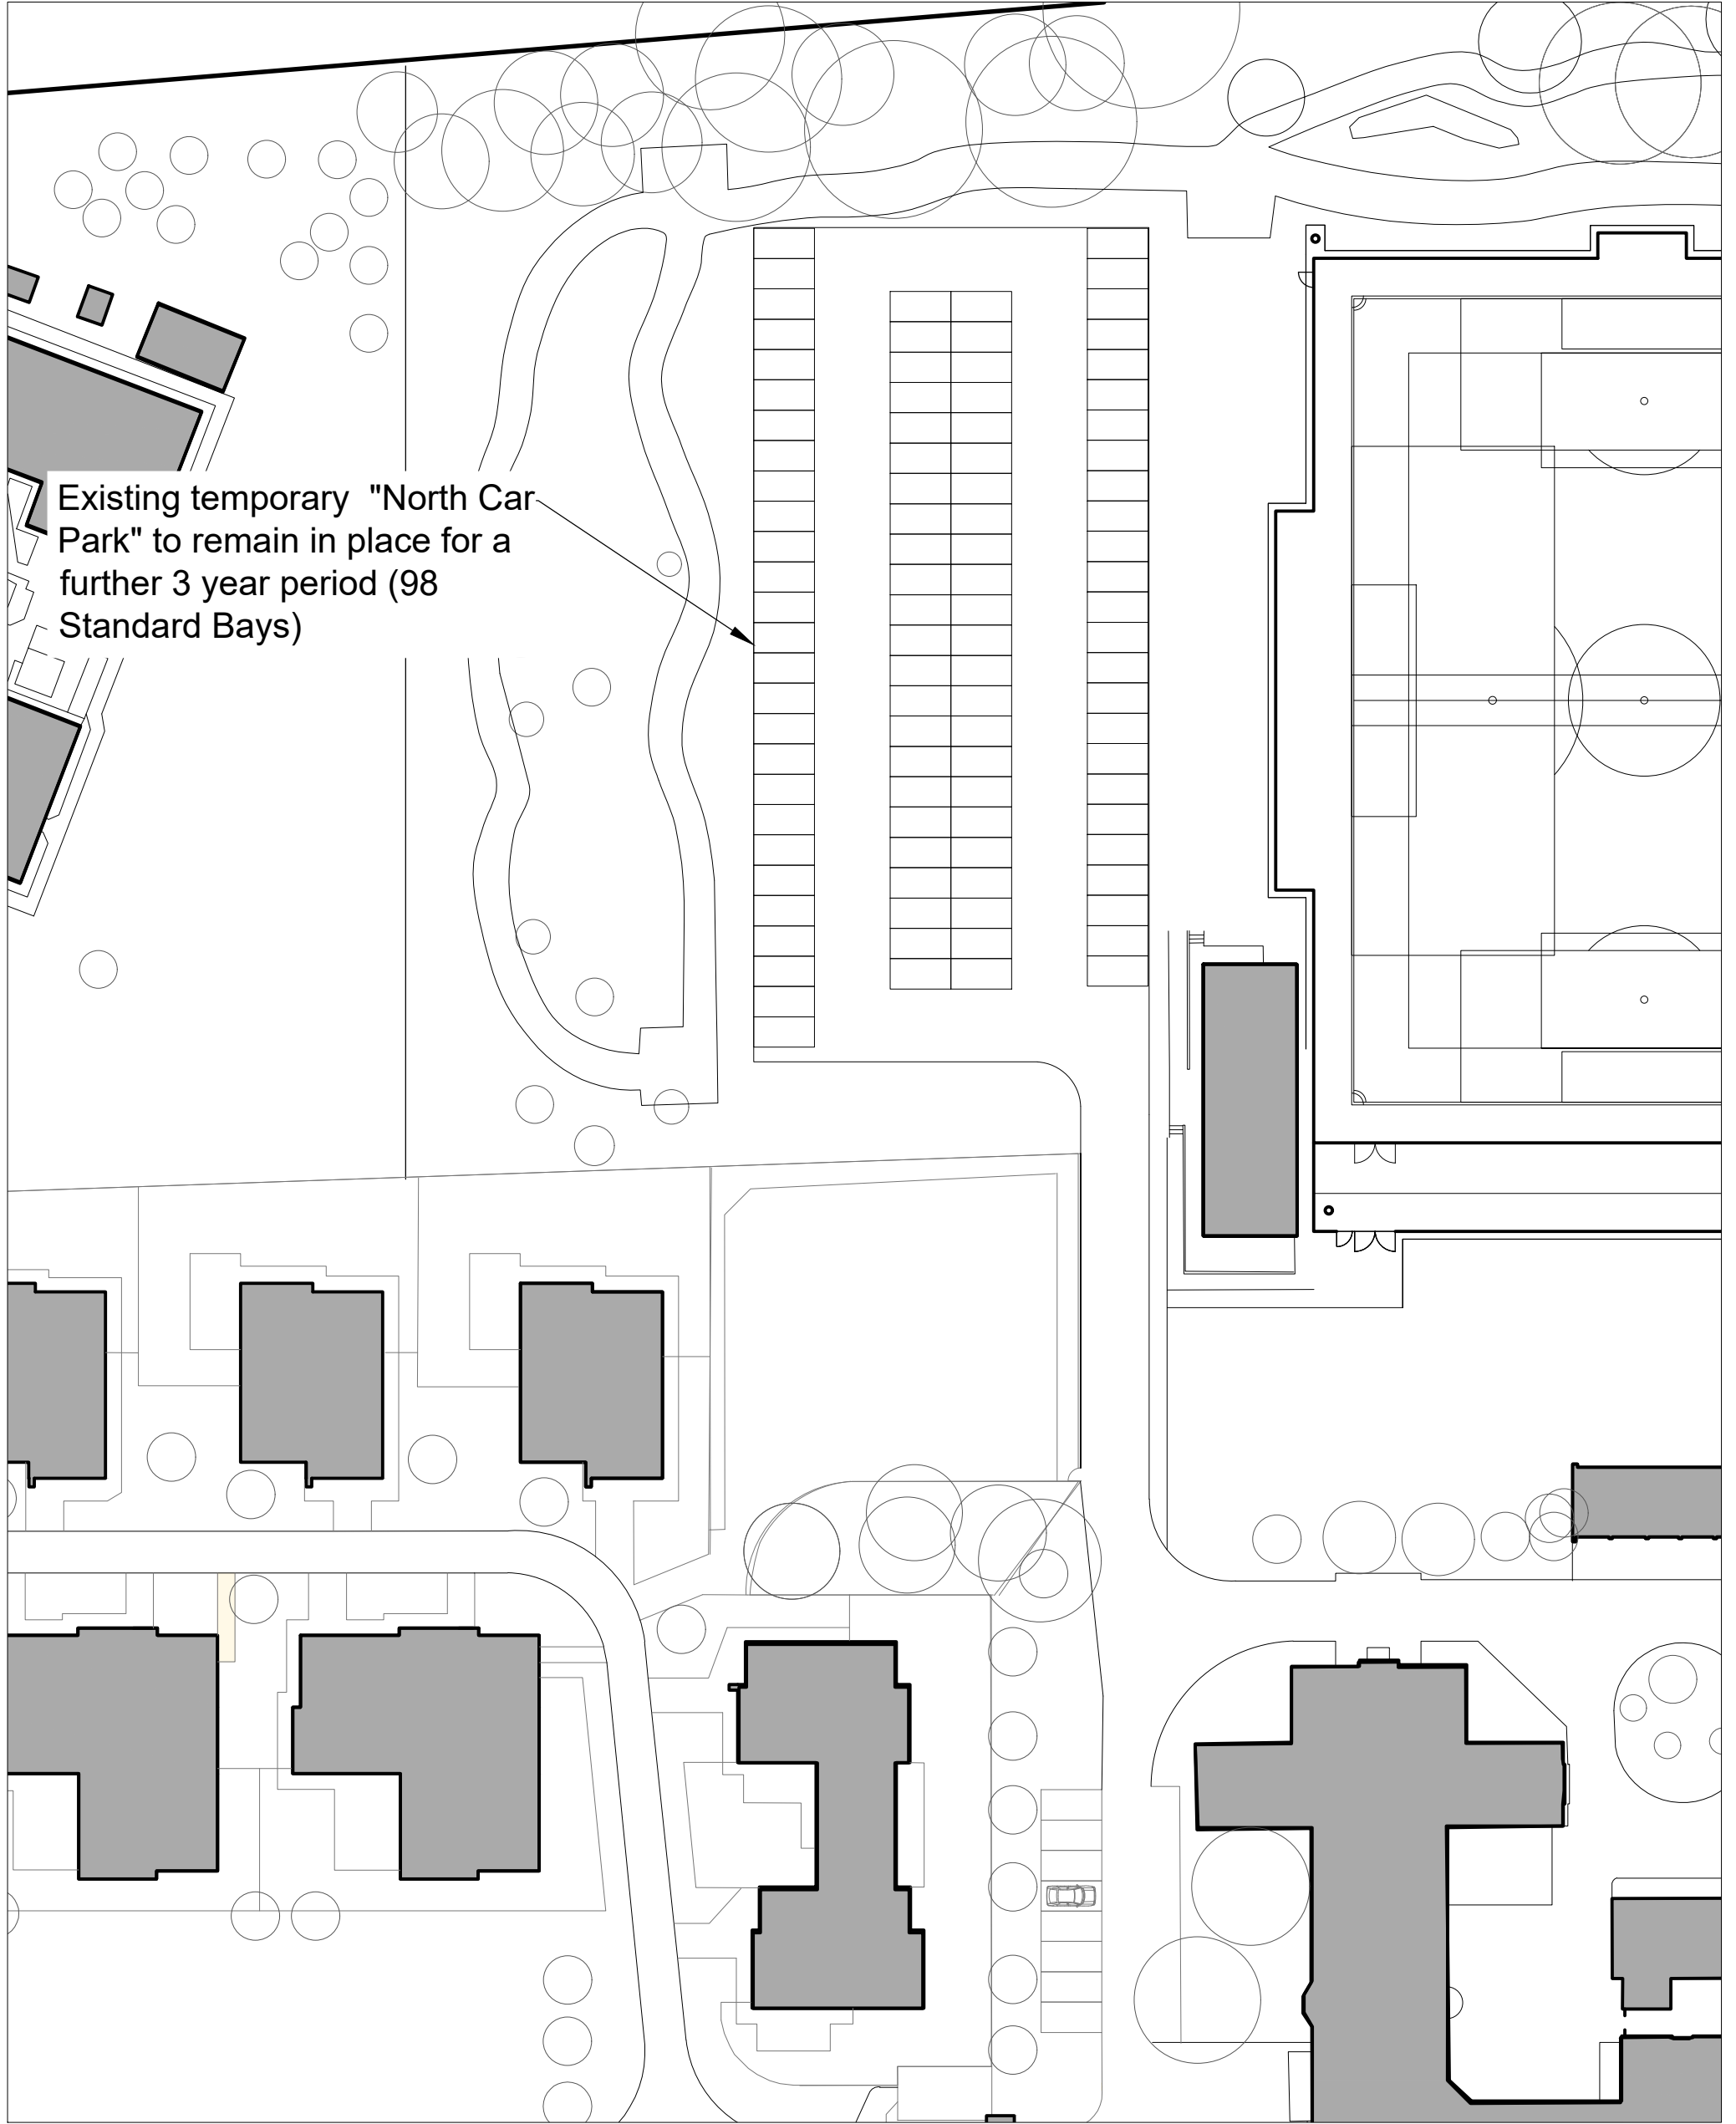 Existing temporary  "North Car
Park" to remain in place for a
further 3 year period (98
Standard Bays)